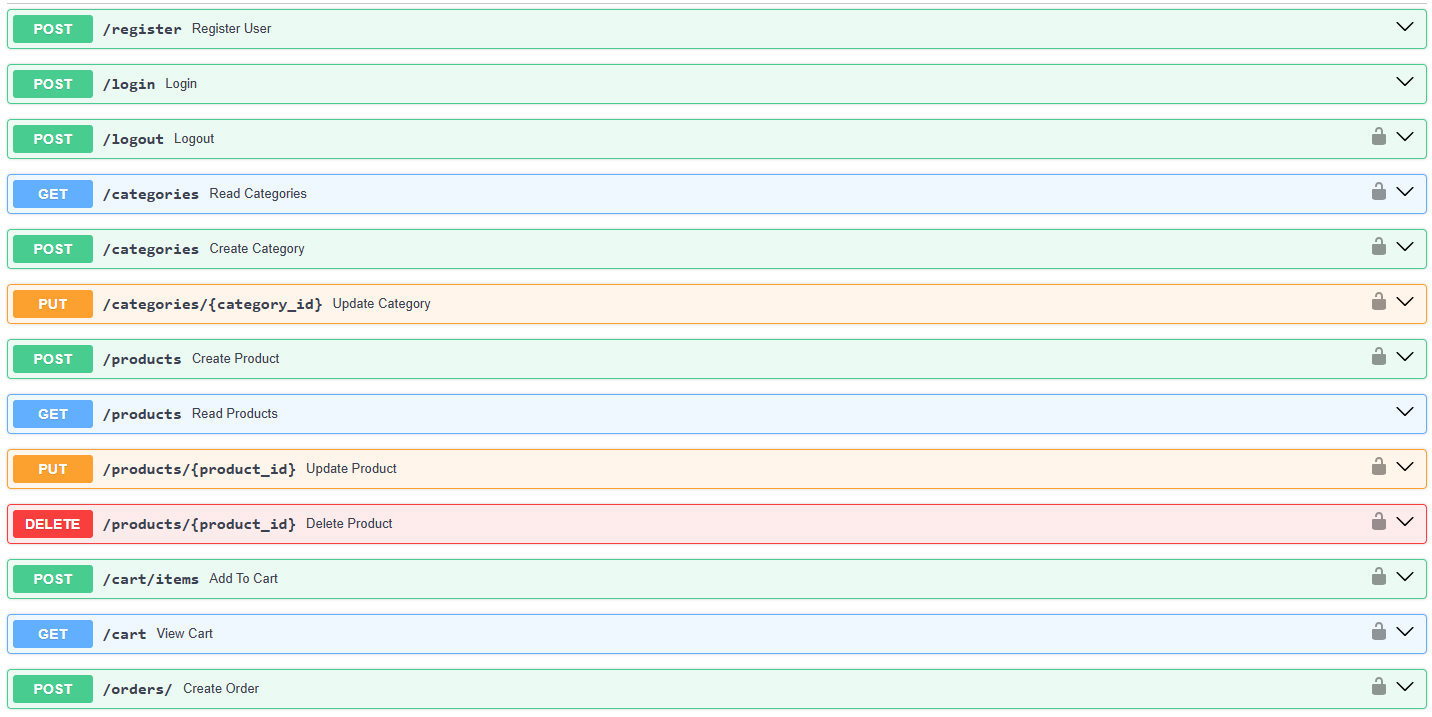 POST /register Register User
POST /login Login
POST /logout Logout
GET /categories Read Categories
POST /categories Create Category
PUT /categories/{category_id} Update Category
POST /products Create Product
GET /products Read Products
PUT /products/{product_id} Update Product
DELETE /products/{product_id} Delete Product
POST /cart/items Add To Cart
GET /cart View Cart
POST /orders/ Create Order